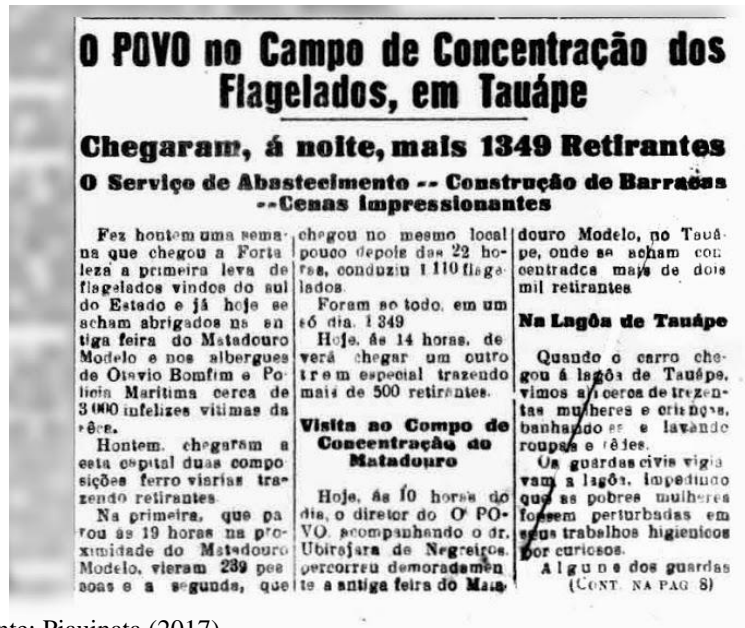 O POVO no Campo de Concentração dos
Flagelados, em Tauápe
Chegaram, á noite, mais 1349 Retirantes
O Serviço de Abastecimento -- Construção de Barracas
--Cenas Impressionantes
Fez hontem uma sema-
na que chegou a Forta
leza a primeira leva de
flagelados vindos do sul
do Estado e já hoje se
acham abrigados na an
tiga feira do Matadouro
Modelo e nos albergues
de Otavio Bomfim e Po
licia Maritima cerca de
3 000 infelizes vitimas da
sêca.
Hontem, chegaram a
esta capital duas compo
sições ferro viarias tra-
zendo retirantes
Na primeira, que pa
rou ás 19 horas na pro-
ximidade do Matadouro
Modelo, vieram 239 pes
soas e a segunda, que
chegou no mesmo local
pouco depois das 22 ho-
ras, conduziu 1 110 flage-
lados.
Foram ao todo, em um
só dia. 1 349
Hoje, ás 14 horas, de
verá chegar um outro
trem especial trazendo
mais de 500 retirantes.
Visita ao Compo de
Concentração do
Matadouro
Hoje, ás 10 horas do
dia, o diretor do O PO-
VO, acompanhando o dr.
Ubirajara de Negreiros,
percorreu demoradamen
te a antiga feira do Mata
douro Modelo, no Tauá-
pe, onde se acham con
centrados mais de dois
mil retirantes
Na Lagôa de Tauápe
Quando o carro che-
gou á lagôa de Tauápe,
vimos ali cerca de trezen-
tas mulheres e crianças,
banhando e lavando
roupas e rêdes.
Os guardas civis vigia
vam a lagôa, impedindo
que as pobres mulheres
fossem perturbadas em
seus trabalhos higienicos
por curiosos.
Alguns dos guardas
(CONT. NA PAG 8)
(2017)